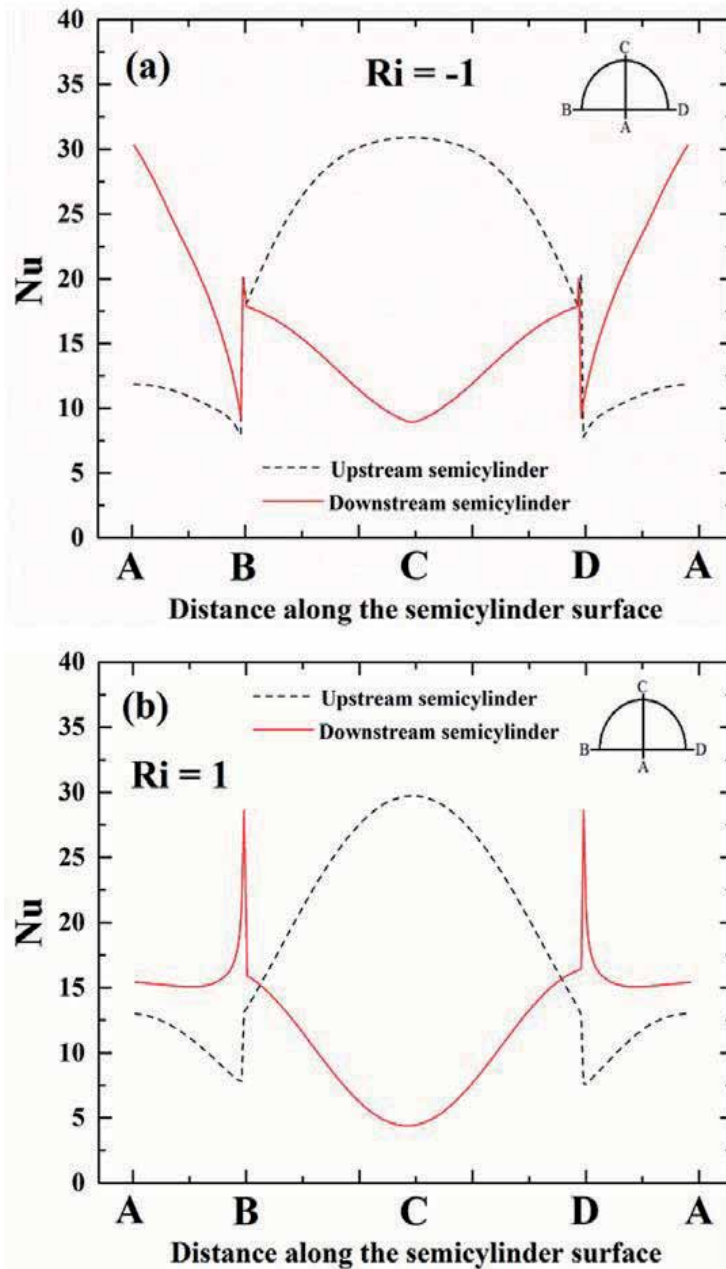 40
(a)
Ri = -1
C
B
D
A
35
30
25
20
15
10
5
0
Nu
Upstream semicylinder
Downstream semicylinder
A B C D A
Distance along the semicylinder surface
40
(b)
Upstream semicylinder
Downstream semicylinder
C
B
D
A
35
Ri = 1
30
25
20
15
10
5
0
Nu
A B C D A
Distance along the semicylinder surface